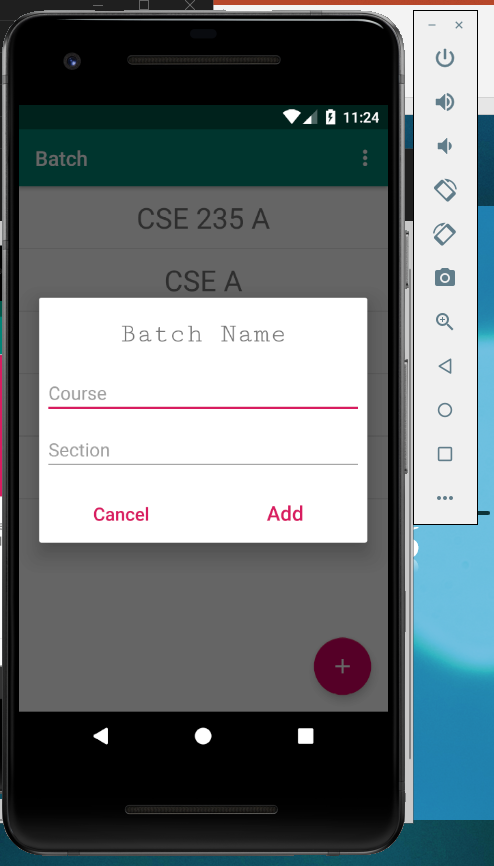 11:24
Batch
CSE 235 A
CSE A
Batch Name
Course
Section
Cancel
Add